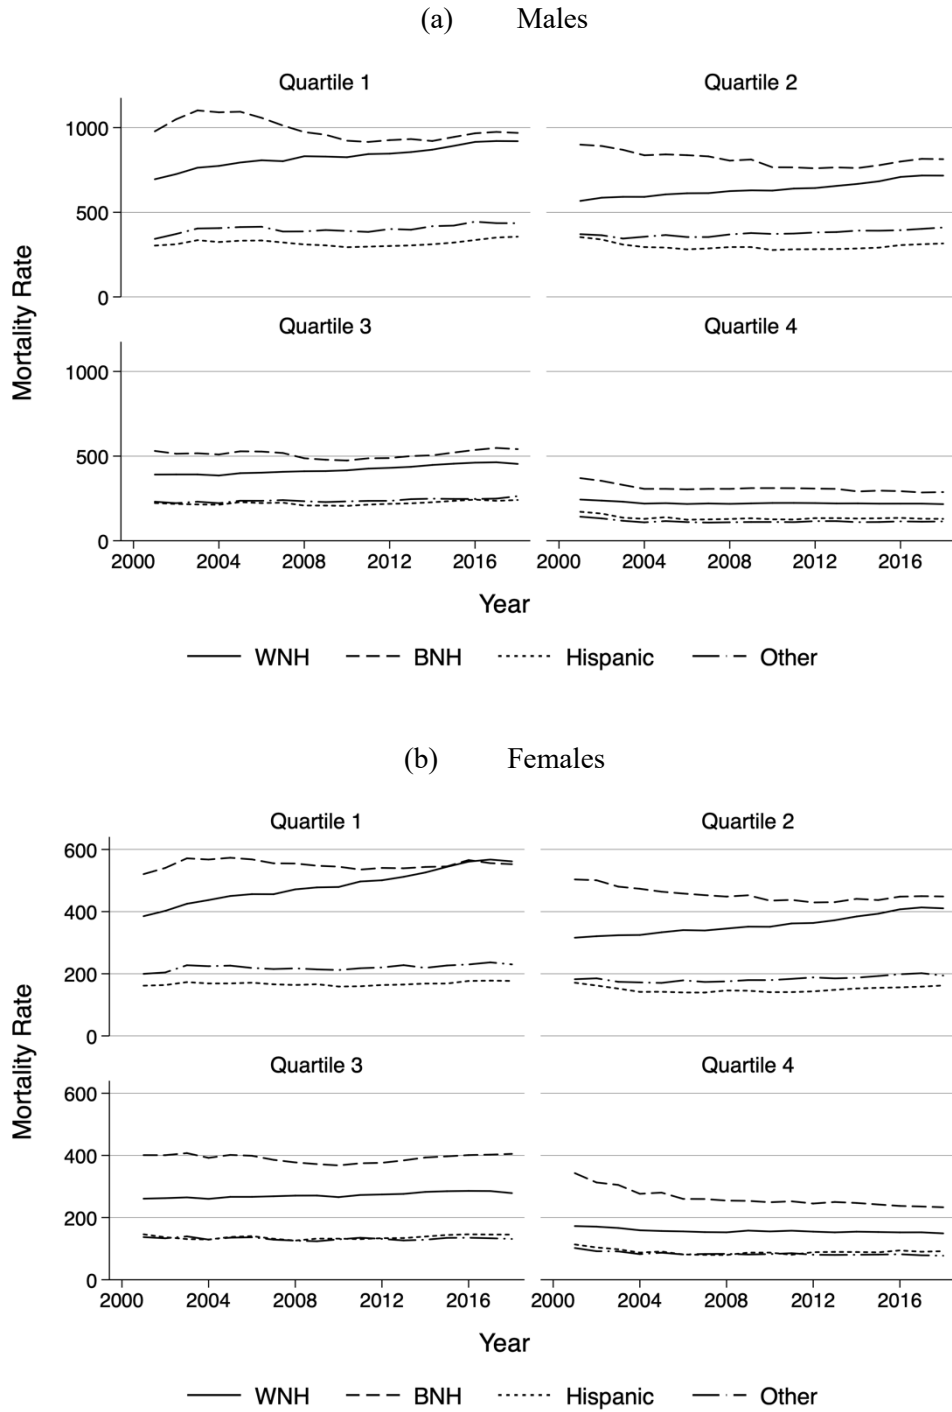 (a) Males
Quartile 1 Quartile 2
1000
500
0
Quartile 3 Quartile 4
1000
500
0
Mortality Rate
2000 2004 2008 2012 2016 2000 2004 2008 2012 2016
Year
WNH BNH Hispanic Other
(b) Females
Quartile 1 Quartile 2
600
400
200
0
Quartile 3 Quartile 4
600
400
200
0
Mortality Rate
2000 2004 2008 2012 2016 2000 2004 2008 2012 2016
Year
WNH BNH Hispanic Other